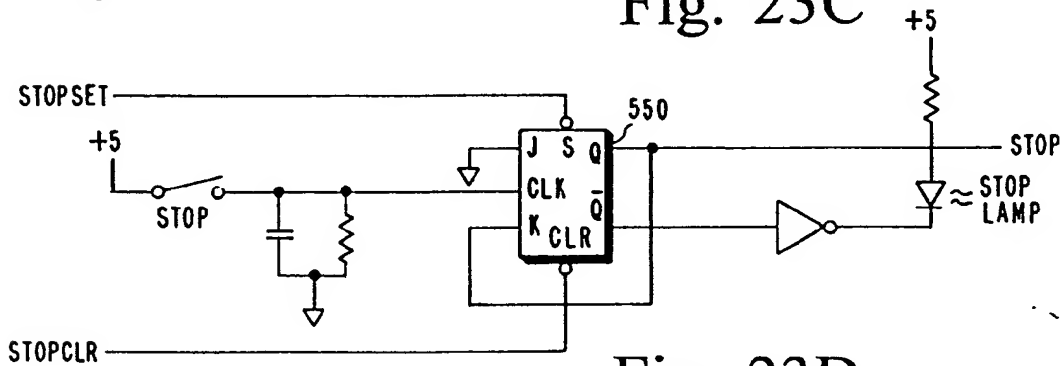 Fig. 23C
+5
STOPSET
550
+5
J S Q
STOP
CLK
STOP
LAMP
STOP
Q̅
K
CLR
STOPCLR
Fig. 23D